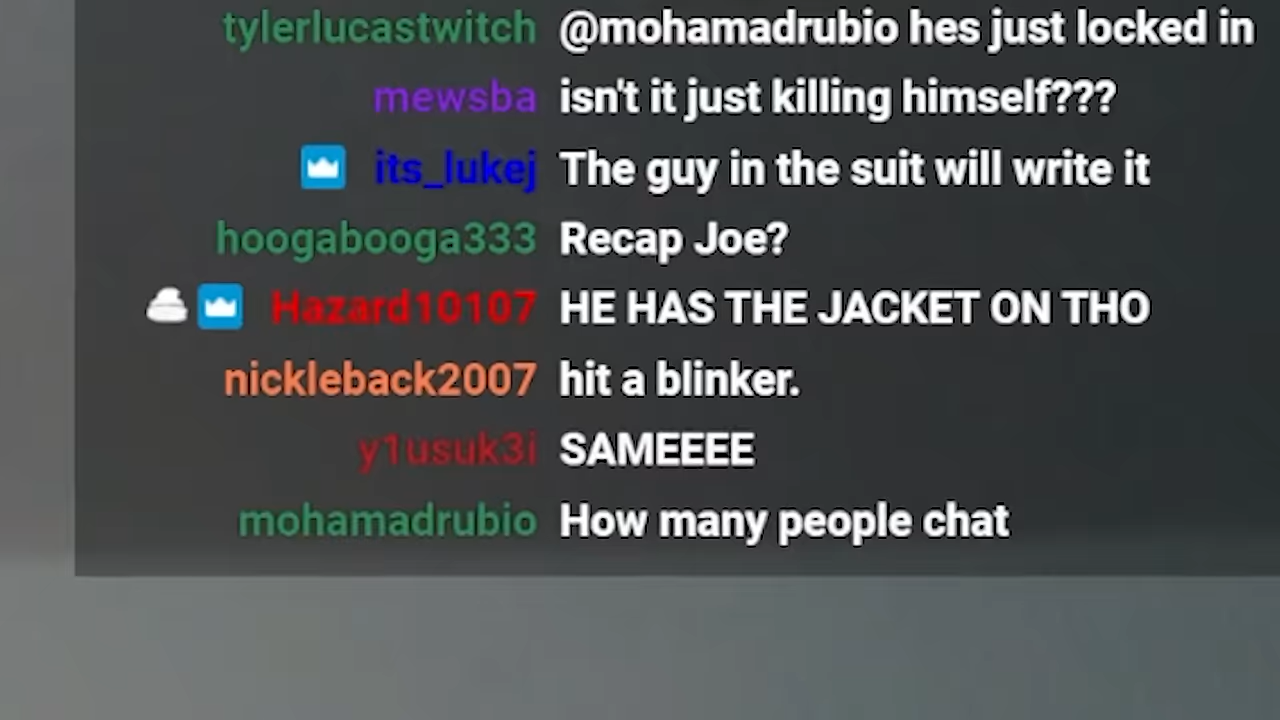 tylerlucastwitch @mohamadrubio hes just locked in
mewsba isn't it just killing himself???
its_lukej The guy in the suit will write it
hoogabooga333 Recap Joe?
Hazard10107 HE HAS THE JACKET ON THO
nickleback2007 hit a blinker.
y1usuk3i SAMEEEE
mohamadrubio How many people chat